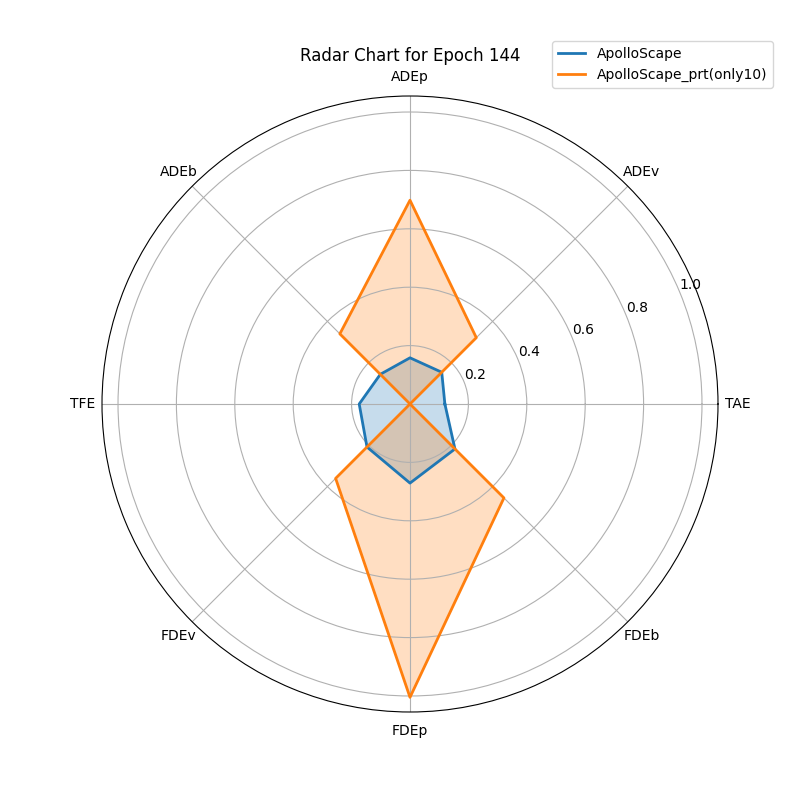 Radar Chart for Epoch 144
ApolloScape
ApolloScape_prt(only10)
ADEp
ADEb
ADEv
1.0
0.8
0.6
0.4
0.2
TFE
TAE
FDEv
FDEb
FDEp